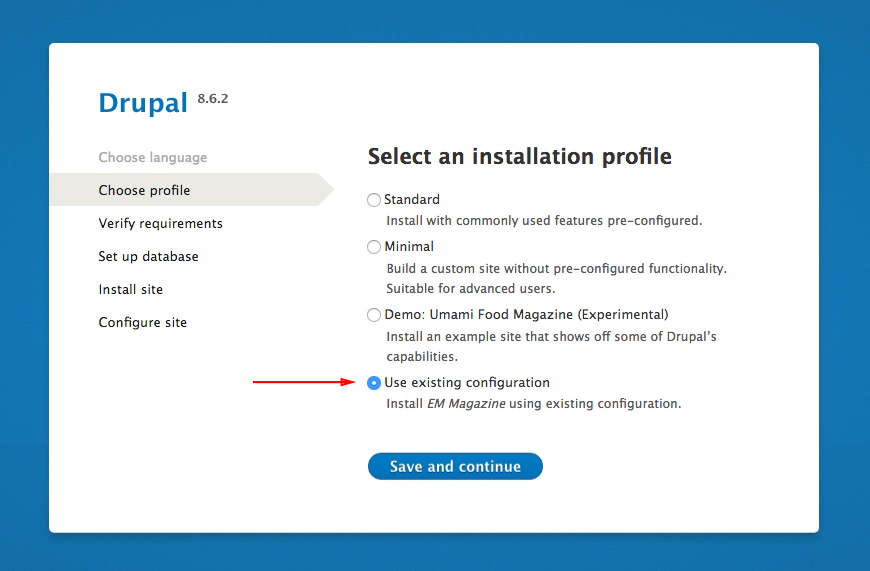 Drupal 8.6.2
Choose language
Choose profile
Verify requirements
Set up database
Install site
Configure site
Select an installation profile
Standard
Install with commonly used features pre-configured.
Minimal
Build a custom site without pre-configured functionality.
Suitable for advanced users.
Demo: Umami Food Magazine (Experimental)
Install an example site that shows off some of Drupal’s
capabilities.
Use existing configuration
Install EM Magazine using existing configuration.
Save and continue